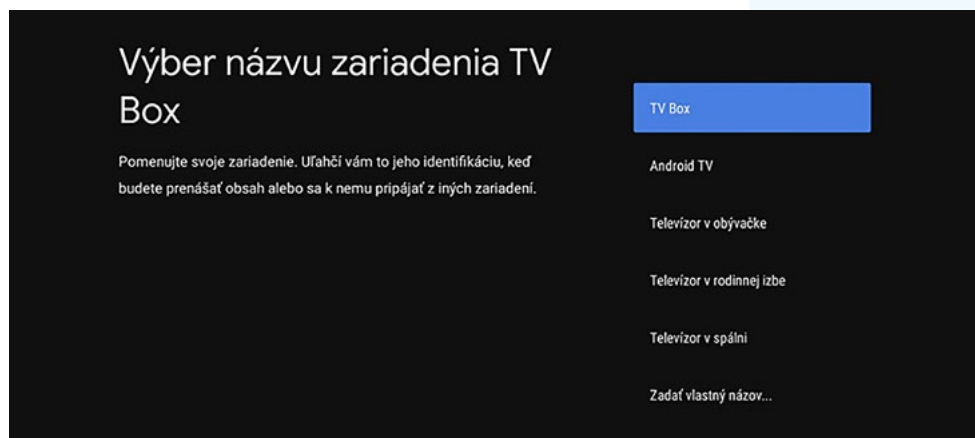 Výber názvu zariadenia TV
Box
Pomenujte svoje zariadenie. Uľahčí vám to jeho identifikáciu, keď
budete prenášať obsah alebo sa k nemu pripájať z iných zariadení.
TV Box
Android TV
Televízor v obývačke
Televízor v rodinnej izbe
Televízor v spálni
Zadať vlastný názov...